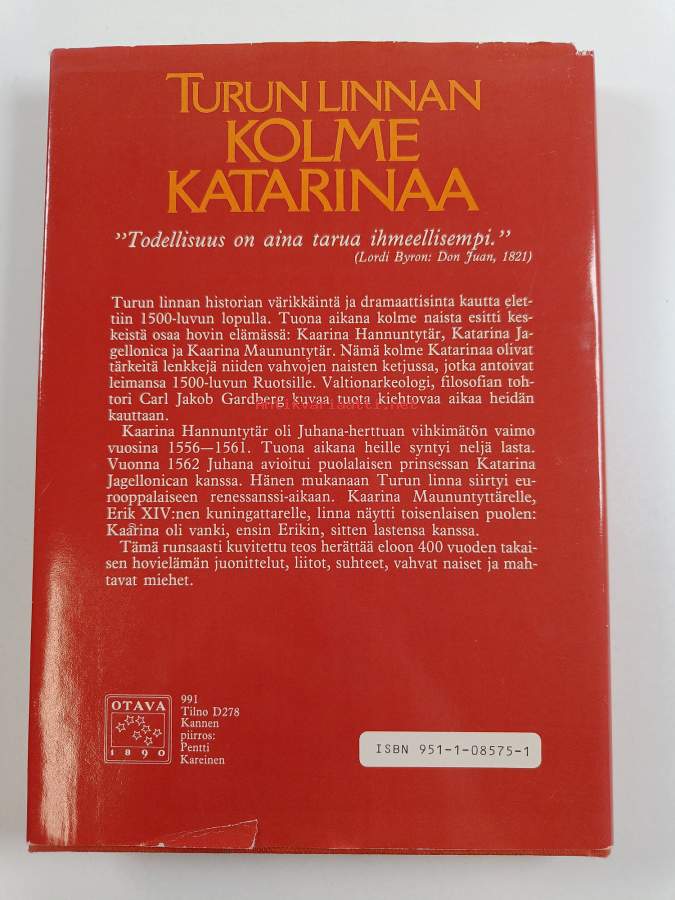 TURUN LINNAN
KOLME
KATARINAA
”Todellisuus on aina tarua ihmeellisempi.”
(Lordi Byron: Don Juan, 1821)
Turun linnan historian värikkäintä ja dramaattisinta kautta elet-
tiin 1500-luvun lopulla. Tuona aikana kolme naista esitti kes-
keistä osaa hovin elämässä: Kaarina Hannuntytär, Katarina Ja-
gellonica ja Kaarina Maununtytär. Nämä kolme Katarinaa olivat
tärkeitä lenkkejä niiden vahvojen naisten ketjussa, jotka antoivat
leimansa 1500-luvun Ruotsille. Valtionarkeologi, filosofian toh-
tori Carl Jakob Gardberg kuvaa tuota kiehtovaa aikaa heidän
kauttaan.
Antikvariaatti.net
Kaarina Hannuntytär oli Juhana-herttuan vihkimätön vaimo
vuosina 1556—1561. Tuona aikana heille syntyi neljä lasta.
Vuonna 1562 Juhana avioitui puolalaisen prinsessan Katarina
Jagellonican kanssa. Hänen mukanaan Turun linna siirtyi eu-
rooppalaiseen renessanssi-aikaan. Kaarina Maununtyttärelle,
Erik XIV:nen kuningattarelle, linna näytti toisenlaisen puolen:
Kaarina oli vanki, ensin Erikin, sitten lastensa kanssa.
Tämä runsaasti kuvitettu teos herättää eloon 400 vuoden takai-
sen hovielämän juonittelut, liitot, suhteet, vahvat naiset ja mah-
tavat miehet.
OTAVA
1890
991
Tilno D278
Kannen
piirros:
Pentti
Kareinen
ISBN 951-1-08575-1